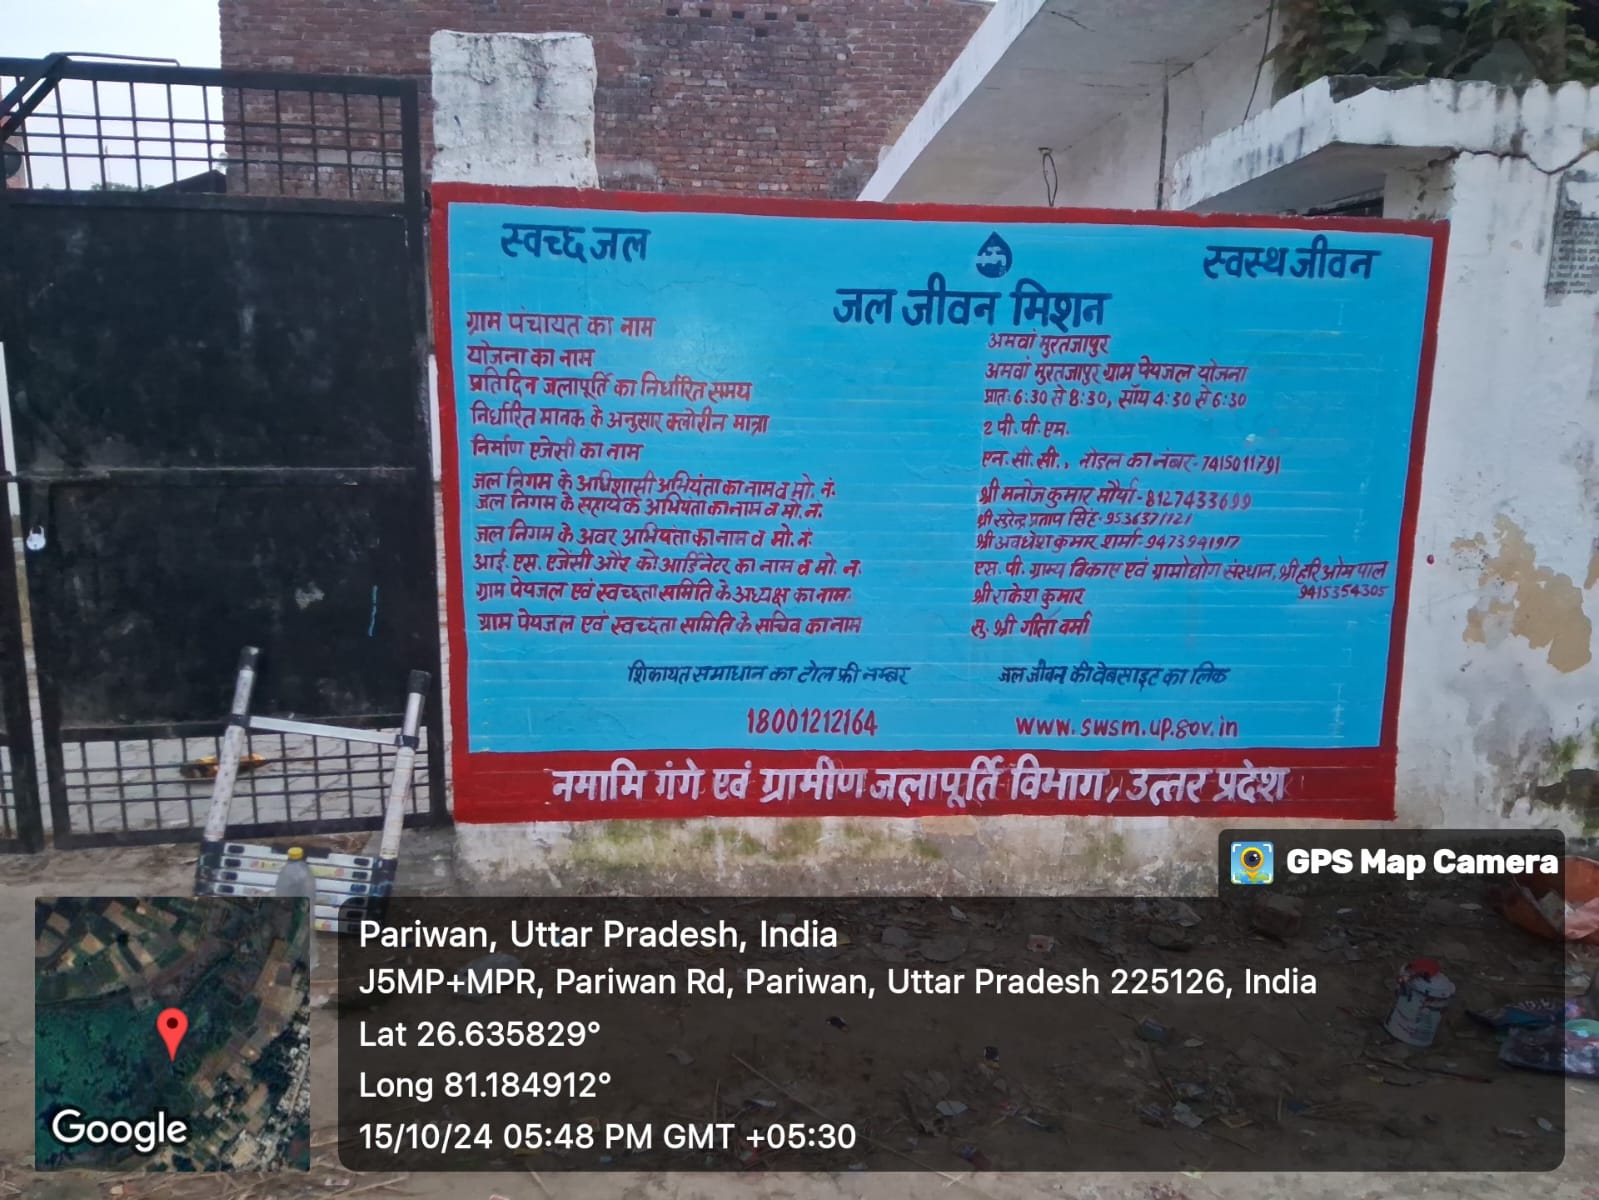 स्वच्छ जल
स्वस्थ जीवन
जल जीवन मिशन
ग्राम पंचायत का नाम अमवां मुरतजापुर
योजना का नाम अमवां मुरतजापुर ग्राम पेयजल योजना
प्रतिदिन जलापूर्ति का निर्धारित समय प्रातः 6:30 से 8:30, सॉय 4:30 से 6:30
निर्धारित मानक के अनुसार क्लोरीन मात्रा 2 पी.पी.एम.
निर्माण एजेसी का नाम एन.सी.सी., नोडल का नंबर- 7415011791
जल निगम के अधिशासी अभियंता का नाम व मो. नं. श्री मनोज कुमार मौर्या - 8127433699
जल निगम के सहायक अभियंता का नाम व मो. नं. श्री सुरेन्द्र प्रताप सिंह - 9536371121
जल निगम के अवर अभियंता का नाम व मो. नं श्री अवधेश कुमार शर्मा - 9473941917
आई. एस. एजेंसी और को आर्डिनेटर का नाम व मो. न. एस. पी. ग्राम्य विकाए एवं ग्रामोद्योग संस्थान, श्री हरि ओम पाल
9415354305
ग्राम पेयजल एवं स्वच्छता समिति के अध्यक्ष का नाम श्री राकेश कुमार
ग्राम पेयजल एवं स्वच्छता समिति के सचिव का नाम सु. श्री गीता वर्मा
शिकायत समाधान का टोल फ्री नम्बर जल जीवन की वेबसाइट का लिंक
18001212164 www.swsm.up.gov.in
नमामि गंगे एवं ग्रामीण जलापूर्ति विभाग, उत्तर प्रदेश
GPS Map Camera
Pariwan, Uttar Pradesh, India
J5MP+MPR, Pariwan Rd, Pariwan, Uttar Pradesh 225126, India
Lat 26.635829°
Long 81.184912°
15/10/24 05:48 PM GMT +05:30
Google